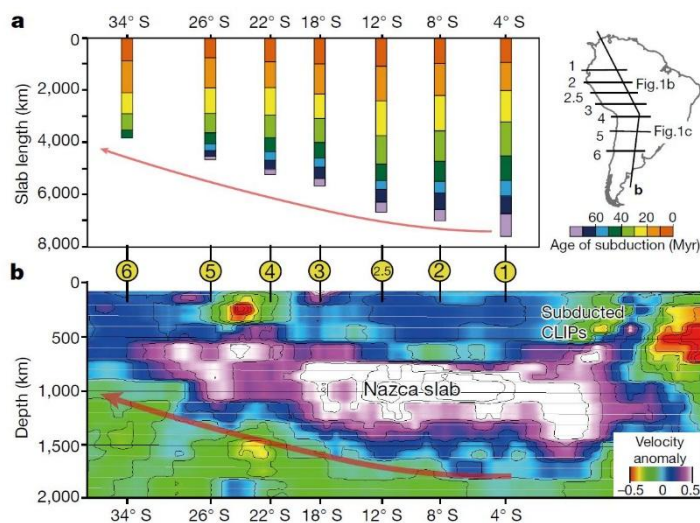 a
34° S 26° S 22° S 18° S 12° S 8° S 4° S
Slab length (km)
0
2,000
4,000
6,000
8,000
1
2
2.5
3
4
5
6
Fig.1b
Fig.1c
b
60 40 20 0
Age of subduction (Myr)
6 5 4 3 2.5 2 1
b
Depth (km)
0
500
1,000
1,500
2,000
Subducted
CLIPs
Nazca slab
Velocity
anomaly
−0.5 0 0.5
34° S 26° S 22° S 18° S 12° S 8° S 4° S